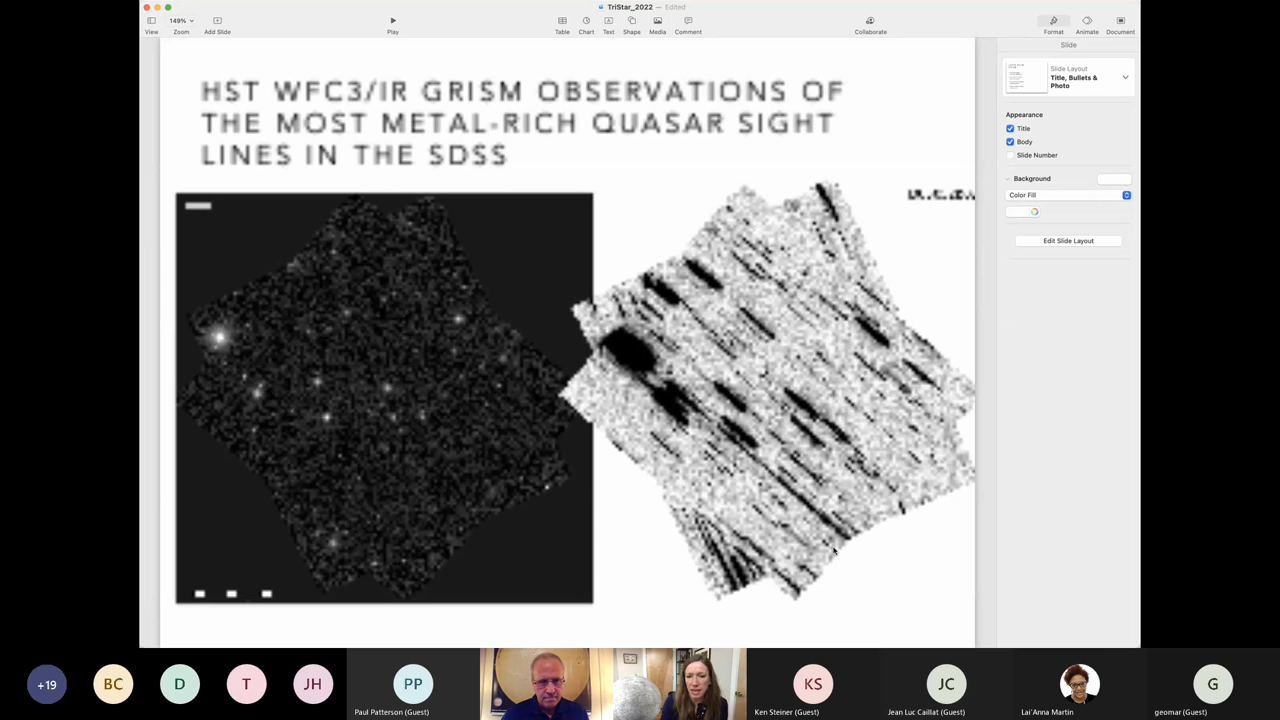 TriStar_2022 — Edited
149%
View
Zoom
Add Slide
Play
Table
Chart
Text
Shape
Media
Comment
Collaborate
Format
Animate
Document
HST WFC3/IR GRISM OBSERVATIONS OF
THE MOST METAL-RICH QUASAR SIGHT
LINES IN THE SDSS
Slide
Slide Layout
Title, Bullets &
Photo
Appearance
Title
Body
Slide Number
Background
Color Fill
Edit Slide Layout
+19
BC
D
T
JH
PP
Paul Patterson (Guest)
KS
Ken Steiner (Guest)
JC
Jean Luc Caillat (Guest)
Lai'Anna Martin
G
geomar (Guest)